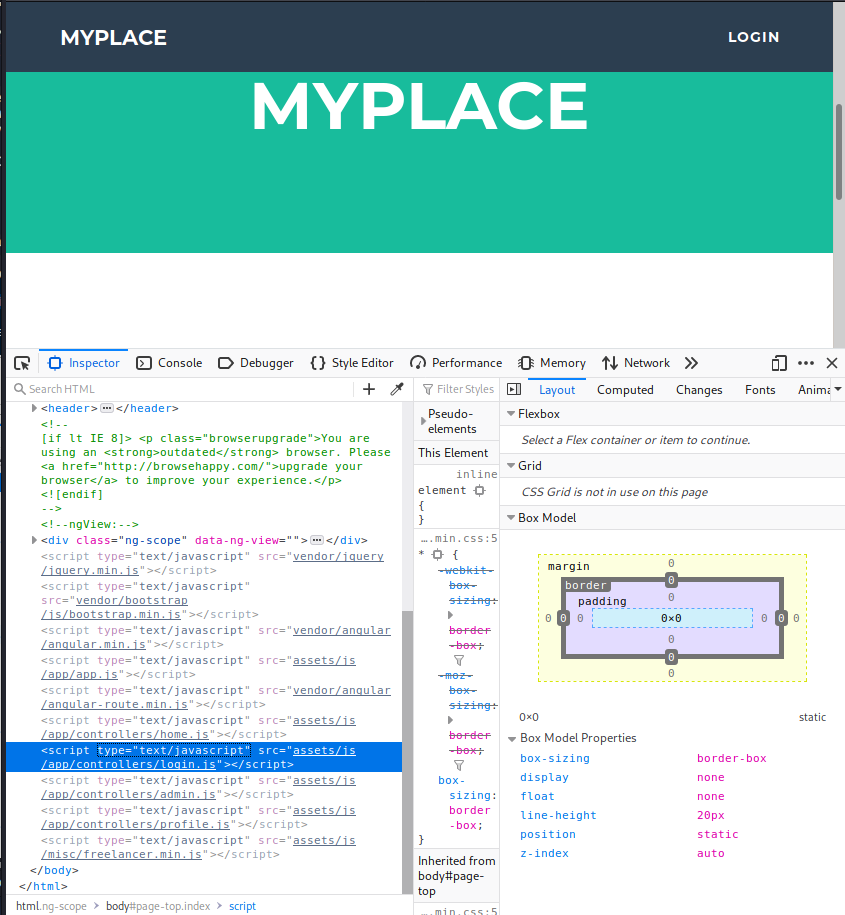 MYPLACE
LOGIN
MYPLACE
Inspector
Console
Debugger
Style Editor
Performance
Memory
Network
Search HTML
<header> </header>
<!--
[if lt IE 8]> <p class="browserupgrade">You are
using an <strong>outdated</strong> browser. Please
<a href="http://browsehappy.com/">upgrade your
browser</a> to improve your experience.</p>
<![endif]
-->
<!--ngView:-->
<div class="ng-scope" data-ng-view=""> </div>
<script type="text/javascript" src="vendor/jquery
/jquery.min.js"></script>
<script type="text/javascript"
src="vendor/bootstrap
/js/bootstrap.min.js"></script>
<script type="text/javascript" src="vendor/angular
/angular.min.js"></script>
<script type="text/javascript" src="assets/js
/app/app.js"></script>
<script type="text/javascript" src="vendor/angular
/angular-route.min.js"></script>
<script type="text/javascript" src="assets/js
/app/controllers/home.js"></script>
<script type="text/javascript" src="assets/js
/app/controllers/login.js"></script>
<script type="text/javascript" src="assets/js
/app/controllers/admin.js"></script>
<script type="text/javascript" src="assets/js
/app/controllers/profile.js"></script>
<script type="text/javascript" src="assets/js
/misc/freelancer.min.js"></script>
</body>
</html>
html.ng-scope > body#page-top.index > script
Filter Styles
Pseudo-
elements
This Element
inline
element
{
}
….min.css:5
* {
-webkit-
box-
sizing:
border
-box;
-moz-
box-
sizing:
border
-box;
box-
sizing:
border
-box;
}
Inherited from
body#page-
top
….min.css:5
Layout
Computed
Changes
Fonts
Anima
Flexbox
Select a Flex container or item to continue.
Grid
CSS Grid is not in use on this page
Box Model
margin
0
border
0
padding
0
0 0 0 0×0 0 0 0
0
0
0
0×0
static
Box Model Properties
box-sizing border-box
display none
float none
line-height 20px
position static
z-index auto